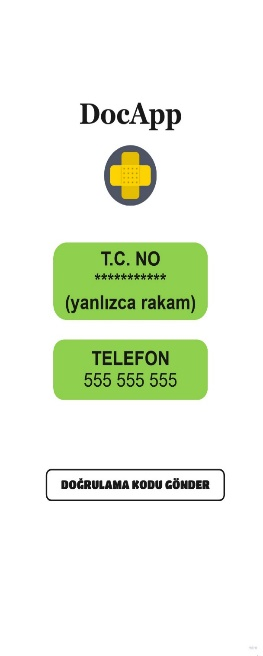 DocApp
T.C. NO
***********
(yanlızca rakam)
TELEFON
555 555 555
DOĞRULAMA KODU GÖNDER